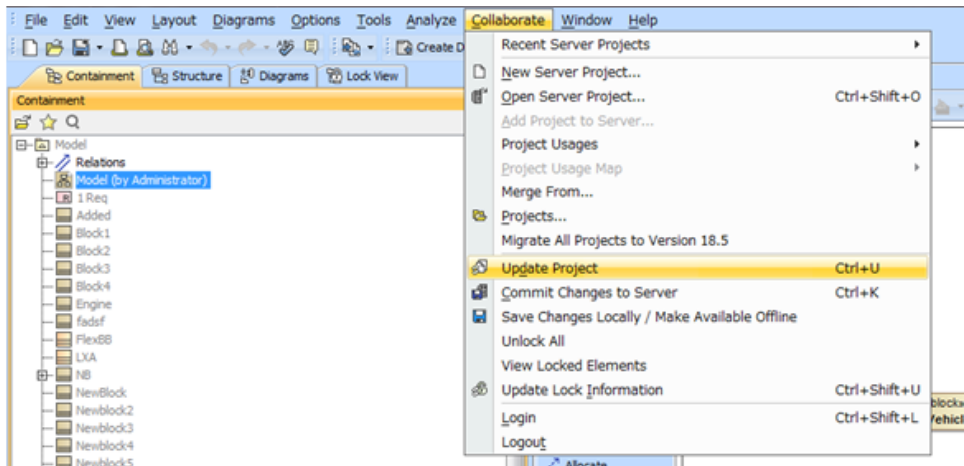 File Edit View Layout Diagrams Options Tools Analyze Collaborate Window Help
Create D
Containment Structure Diagrams Lock View
Containment
Model
Relations
Model (by Administrator)
1 Req
Added
Block1
Block2
Block3
Block4
Engine
fadsf
FlexBB
LXA
NB
NewBlock
Newblock2
Newblock3
Newblock4
Newblock5
Recent Server Projects
New Server Project...
Open Server Project... Ctrl+Shift+O
Add Project to Server...
Project Usages
Project Usage Map
Merge From...
Projects...
Migrate All Projects to Version 18.5
Update Project Ctrl+U
Commit Changes to Server Ctrl+K
Save Changes Locally / Make Available Offline
Unlock All
View Locked Elements
Update Lock Information Ctrl+Shift+U
Login Ctrl+Shift+L
Logout
block»
Vehicl
Allocate